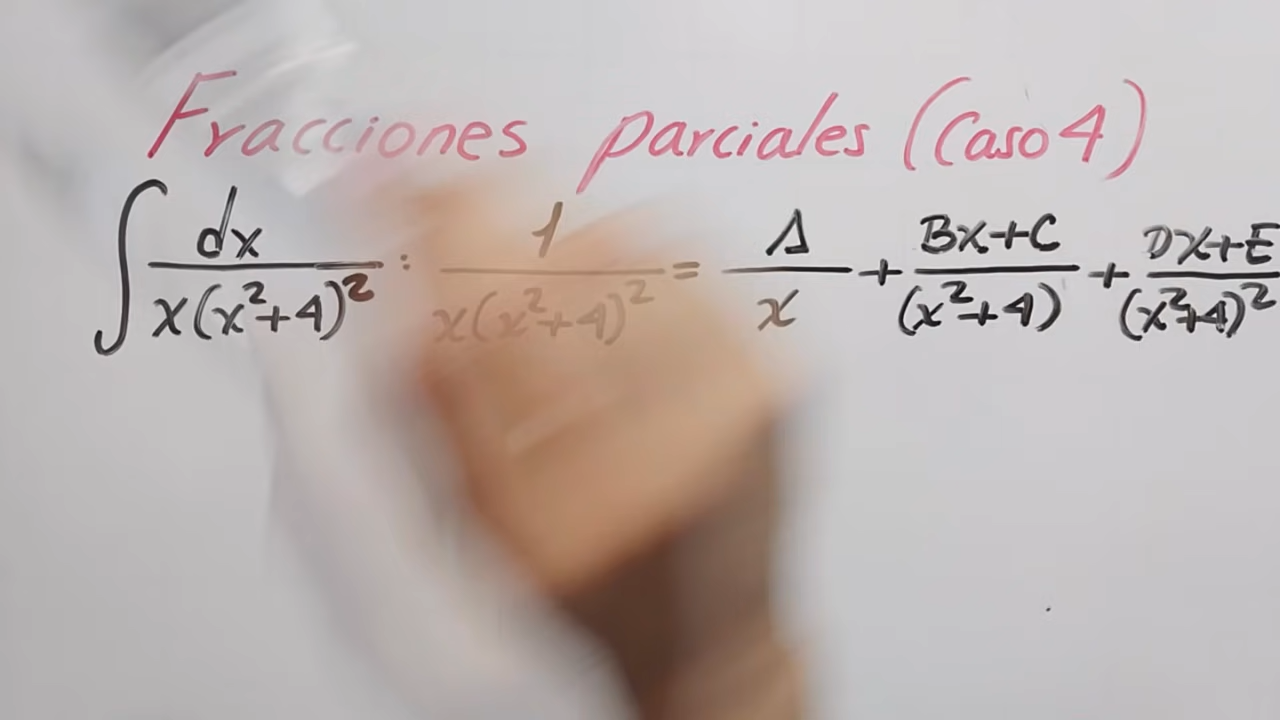 Fracciones parciales (Caso 4)
∫ dx / x(x²+4)² : 1 / x(x²+4)² = A / x + Bx+C / (x²+4) + Dx+E / (x²+4)²